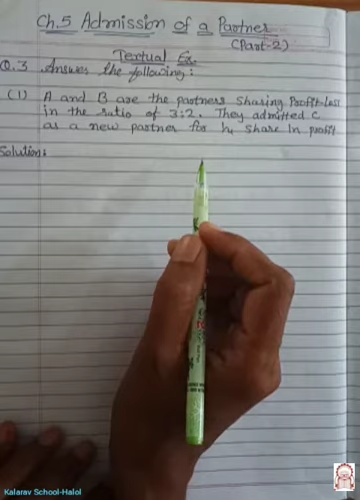 Ch.5 Admission of a Partner
(Part-2)
Textual Ex.
Q.3 Answer the following:
(1) A and B are the partners sharing Profit-Loss
in the ratio of 3:2. They admitted C
as a new partner for 1/4 share In profit
Solution:
Kalarav School-Halol